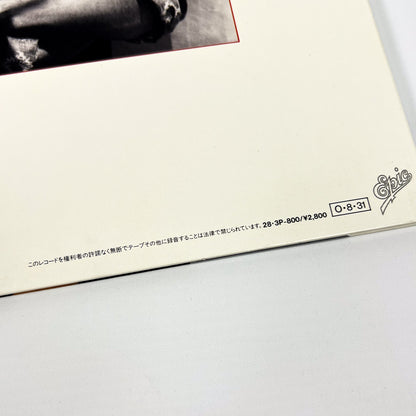 Epic
O・8・31
このレコードを権利者の許諾なく無断でテープその他に録音することは法律で禁じられています。28・3P-800/¥2,800